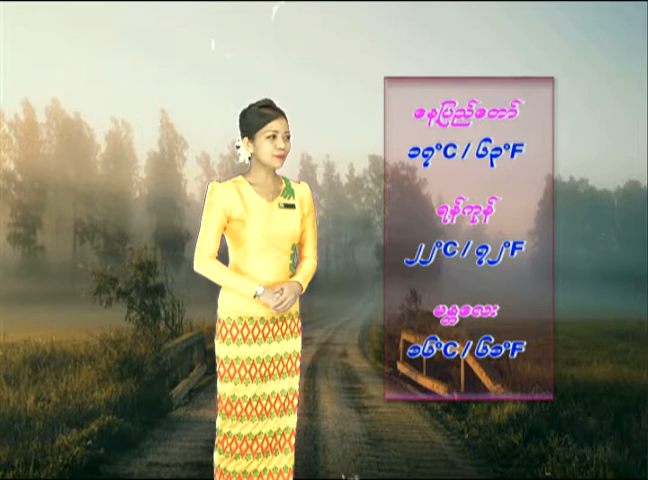 နေပြည်တော်
၁၇°C / ၆၃°F
ရန်ကုန်
၂၂°C / ၇၂°F
မန္တလေး
၁၆°C / ၆၁°F